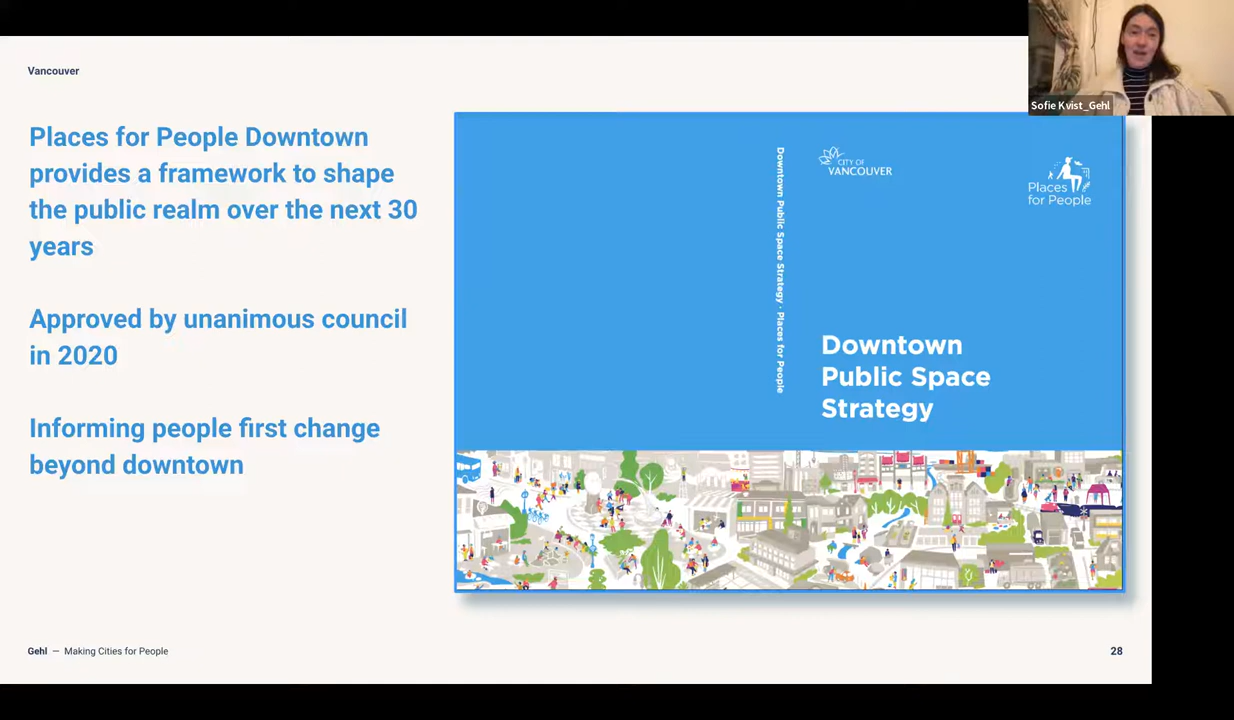 Vancouver
Sofie Kvist_Gehl
Places for People Downtown
provides a framework to shape
the public realm over the next 30
years
Approved by unanimous council
in 2020
Informing people first change
beyond downtown
Downtown Public Space Strategy · Places for People
CITY OF
VANCOUVER
Places
for People
Downtown
Public Space
Strategy
Gehl — Making Cities for People
28